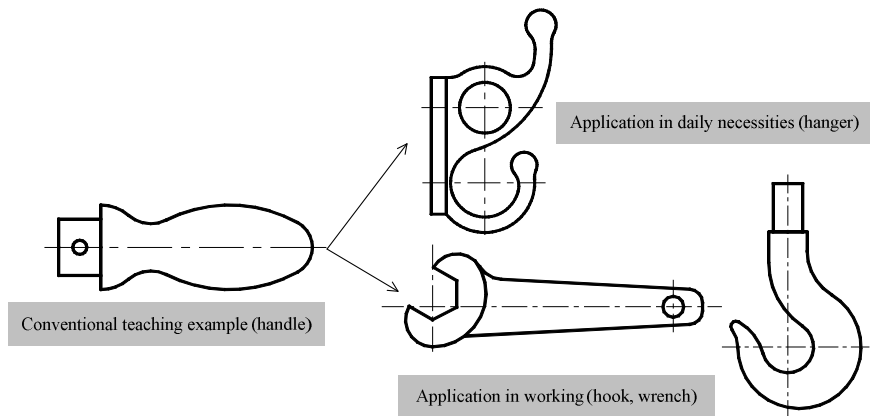 Application in daily necessities (hanger)
Conventional teaching example (handle)
Application in working (hook, wrench)